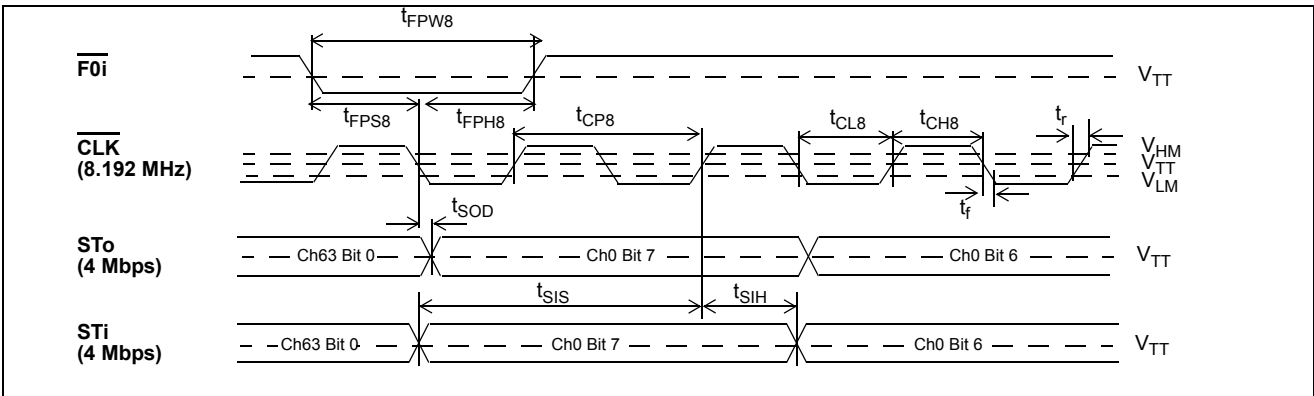 tFPW8
F0i
VTT
tFPS8
tFPH8
tCP8
tCL8
tCH8
tr
CLK
(8.192 MHz)
VHM
VTT
VLM
tf
tSOD
STo
(4 Mbps)
Ch63 Bit 0
Ch0 Bit 7
Ch0 Bit 6
VTT
tSIS
tSIH
STi
(4 Mbps)
Ch63 Bit 0
Ch0 Bit 7
Ch0 Bit 6
VTT